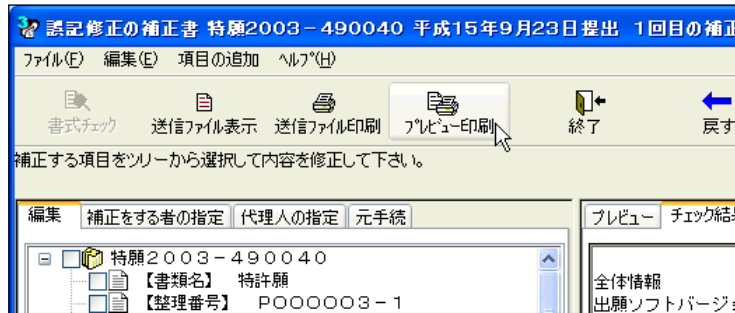 誤記修正の補正書 特願2003-490040 平成15年9月23日提出 1回目の補正
ファイル(F) 編集(E) 項目の追加 ヘルプ(H)
書式チェック 送信ファイル表示 送信ファイル印刷 プレビュー印刷 終了 戻す
補正する項目をツリーから選択して内容を修正して下さい。
編集 補正をする者の指定 代理人の指定 元手続 プレビュー チェック結果
特願2003-490040
【書類名】 特許願
【整理番号】 P000003-1
全体情報
出願ソフトバージョ